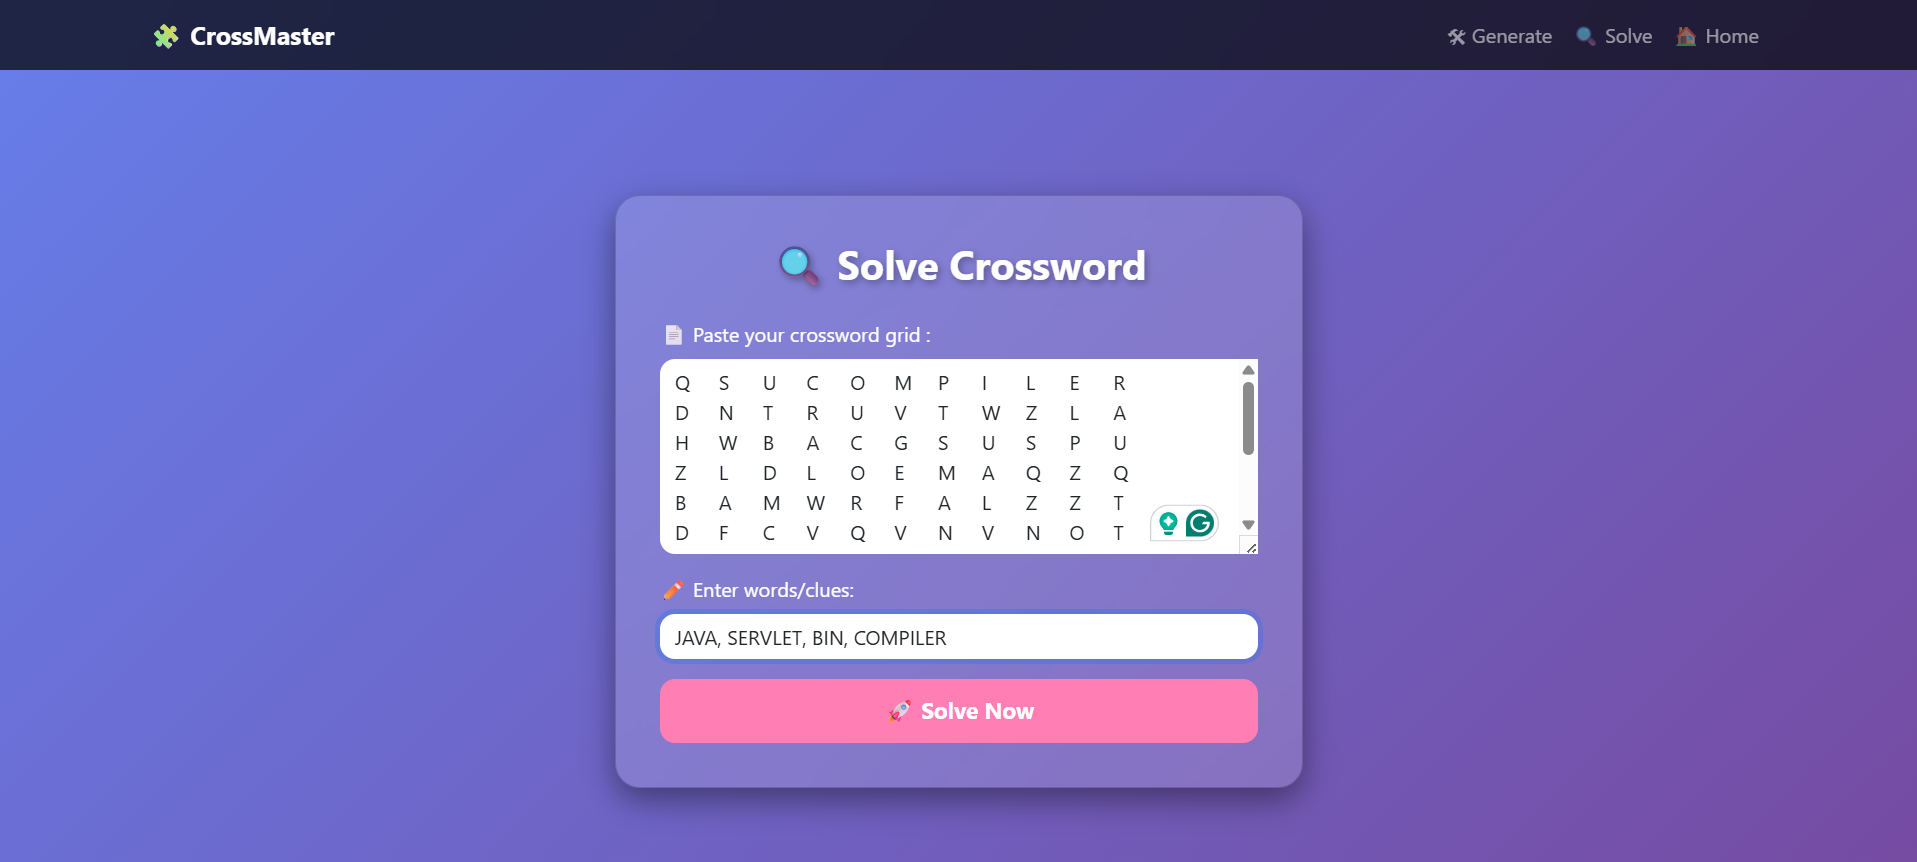 CrossMaster
Generate Solve Home
Solve Crossword
Paste your crossword grid :
Q S U C O M P I L E R
D N T R U V T W Z L A
H W B A C G S U S P U
Z L D L O E M A Q Z Q
B A M W R F A L Z Z T
D F C V Q V N V N O T
Enter words/clues:
JAVA, SERVLET, BIN, COMPILER
Solve Now